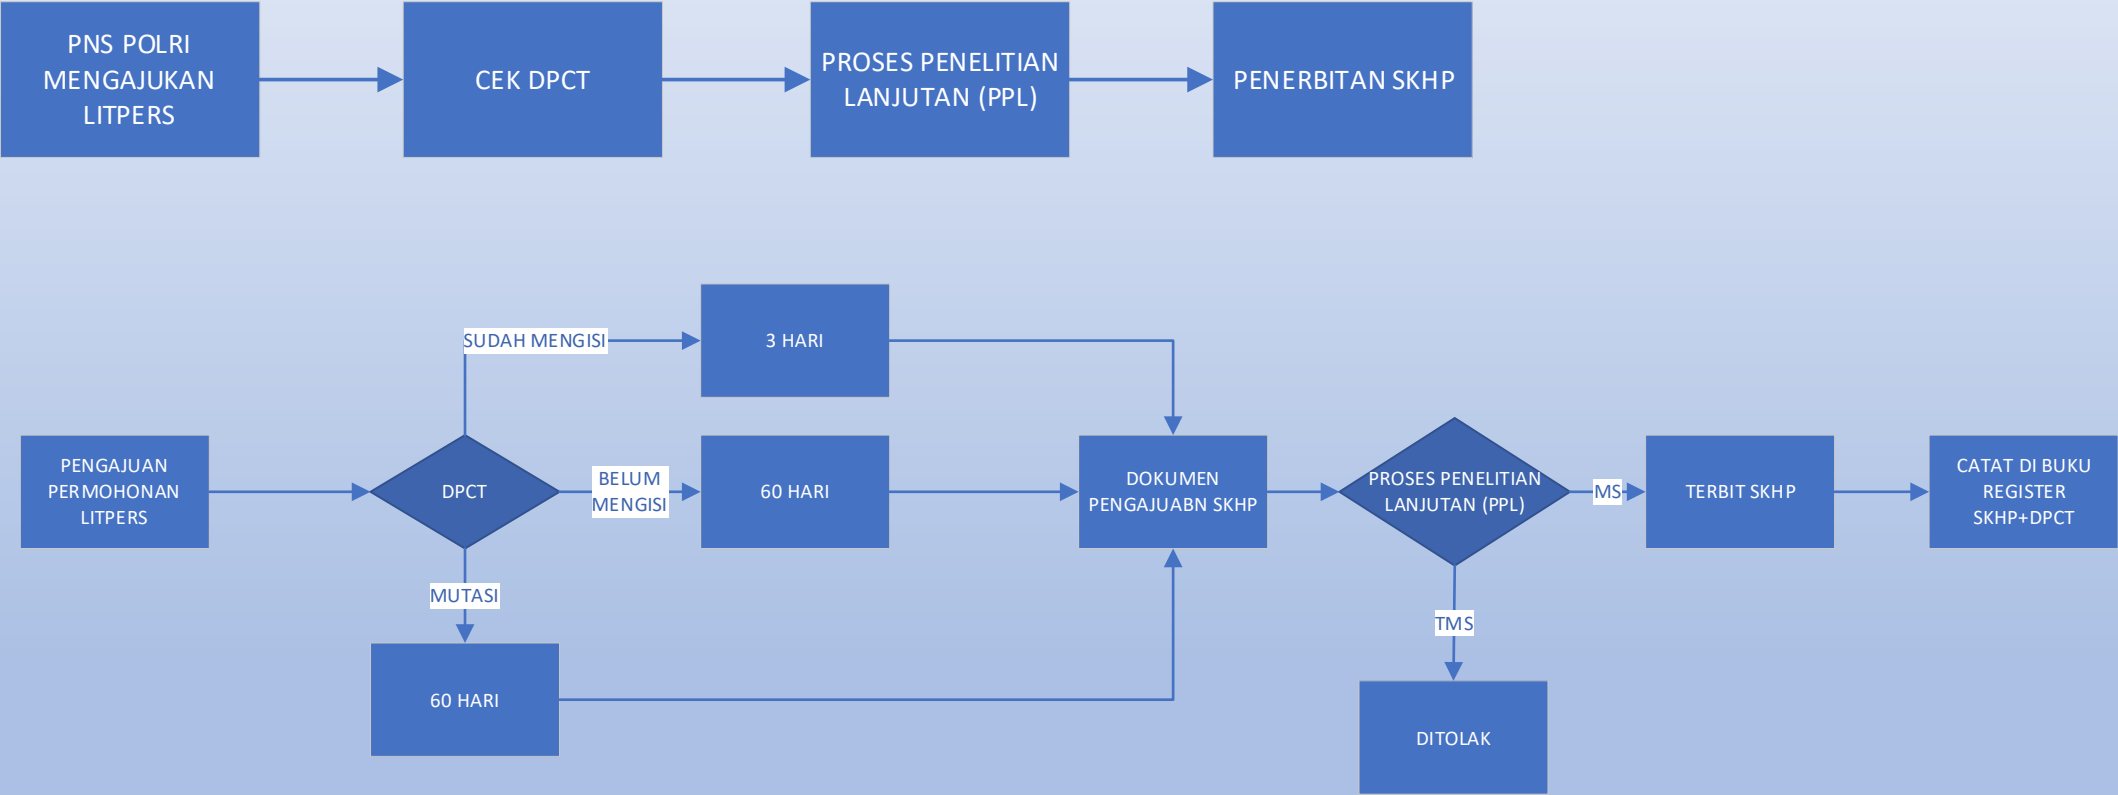 PNS POLRI
MENGAJUKAN
LITPERS
CEK DPCT
PROSES PENELITIAN
LANJUTAN (PPL)
PENERBITAN SKHP
SUDAH MENGISI
3 HARI
PENGAJUAN
PERMOHONAN
LITPERS
DPCT
BELUM
MENGISI
60 HARI
DOKUMEN
PENGAJUABN SKHP
PROSES PENELITIAN
LANJUTAN (PPL)
MS
TERBIT SKHP
CATAT DI BUKU
REGISTER
SKHP+DPCT
MUTASI
60 HARI
TMS
DITOLAK